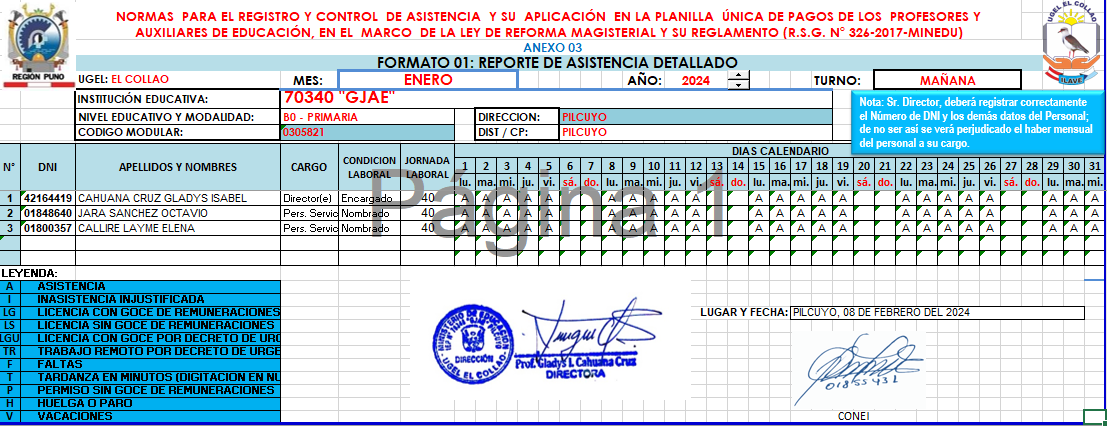 NORMAS PARA EL REGISTRO Y CONTROL DE ASISTENCIA Y SU APLICACIÓN EN LA PLANILLA ÚNICA DE PAGOS DE LOS PROFESORES Y
AUXILIARES DE EDUCACIÓN, EN EL MARCO DE LA LEY DE REFORMA MAGISTERIAL Y SU REGLAMENTO (R.S.G. N° 326-2017-MINEDU)
ANEXO 03
REGIÓN PUNO
UGEL EL COLLAO
ILAVE
FORMATO 01: REPORTE DE ASISTENCIA DETALLADO
UGEL: EL COLLAO MES: ENERO AÑO: 2024 TURNO: MAÑANA
INSTITUCIÓN EDUCATIVA: 70340 "GJAE"
NIVEL EDUCATIVO Y MODALIDAD: B0 - PRIMARIA DIRECCION: PILCUYO
CODIGO MODULAR: 0305821 DIST / CP: PILCUYO
Nota: Sr. Director, deberá registrar correctamente
el Número de DNI y los demás datos del Personal;
de no ser así se verá perjudicado el haber mensual
del personal a su cargo.
N° DNI APELLIDOS Y NOMBRES CARGO CONDICION LABORAL JORNADA LABORAL DIAS CALENDARIO
1 2 3 4 5 6 7 8 9 10 11 12 13 14 15 16 17 18 19 20 21 22 23 24 25 26 27 28 29 30 31
lu. ma. mi. ju. vi. sá. do. lu. ma. mi. ju. vi. sá. do. lu. ma. mi. ju. vi. sá. do. lu. ma. mi. ju. vi. sá. do. lu. ma. mi.
1 42164419 CAHUANA CRUZ GLADYS ISABEL Director(e) Encargado 40 A A A A A A A A A A A A A A A A A A A A A A A
2 01848640 JARA SANCHEZ OCTAVIO Pers. Servic Nombrado 40 A A A A A A A A A A A A A A A A A A A A A A A
3 01800357 CALLIRE LAYME ELENA Pers. Servic Nombrado 40 A A A A A A A A A A A A A A A A A A A A A A A
Página 1
LEYENDA:
A ASISTENCIA
I INASISTENCIA INJUSTIFICADA
LG LICENCIA CON GOCE DE REMUNERACIONES
LS LICENCIA SIN GOCE DE REMUNERACIONES
LGU LICENCIA CON GOCE POR DECRETO DE URG
TR TRABAJO REMOTO POR DECRETO DE URGE
F FALTAS
T TARDANZA EN MINUTOS (DIGITACION EN NU
P PERMISO SIN GOCE DE REMUNERACIONES
H HUELGA O PARO
V VACACIONES
MINISTERIO DE EDUCACIÓN
DIRECCIÓN
UGEL EL COLLAO
Prof. Gladys I. Cahuana Cruz
DIRECTORA
LUGAR Y FECHA: PILCUYO, 08 DE FEBRERO DEL 2024
01855431
CONEI